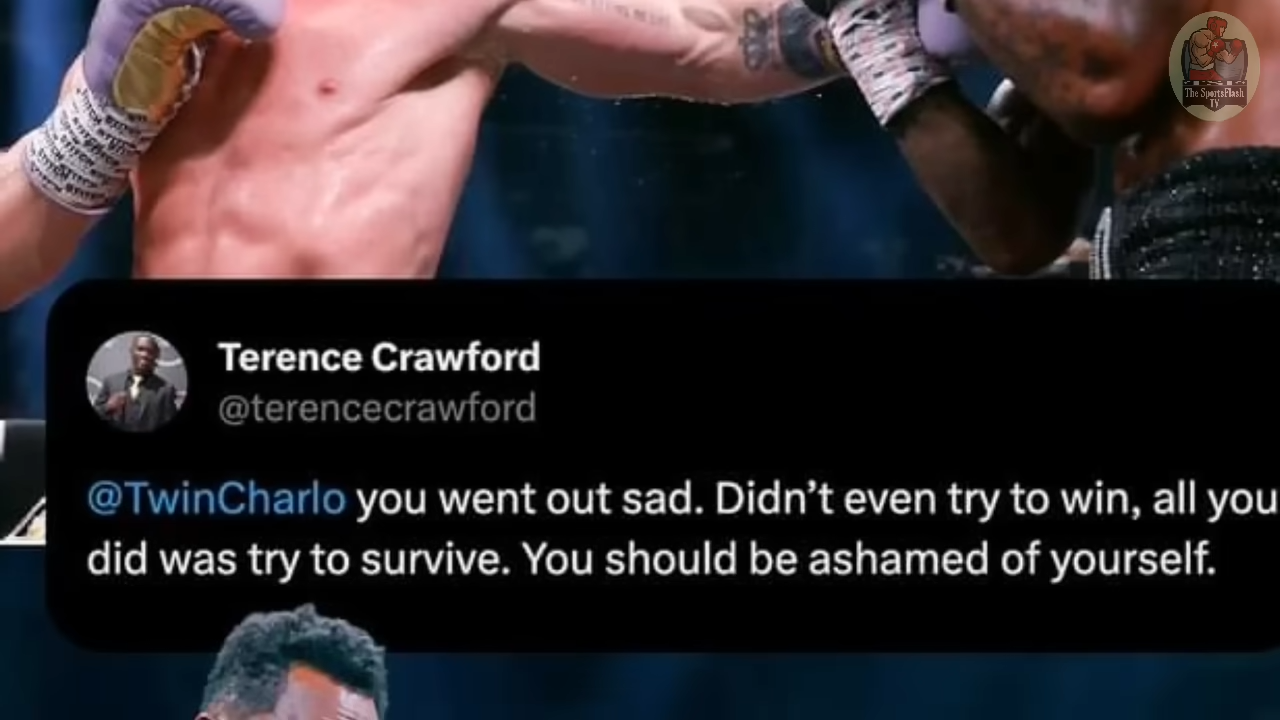 The SportsFlash
TV
Terence Crawford
@terencecrawford
@TwinCharlo you went out sad. Didn’t even try to win, all you
did was try to survive. You should be ashamed of yourself.